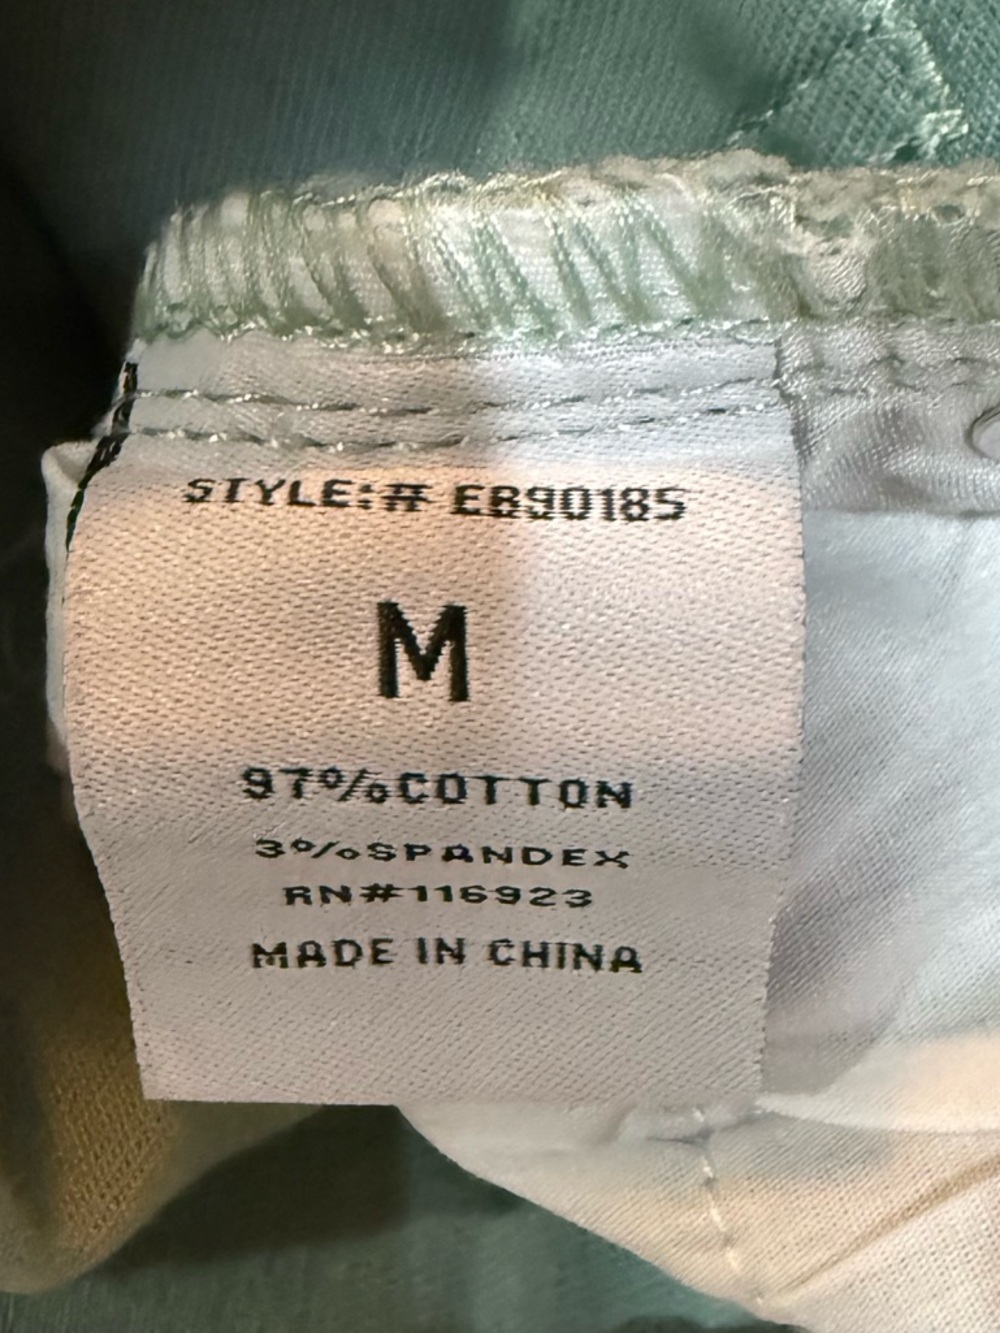 STYLE:# EB90185
M
97%COTTON
3%SPANDEX
RN#116923
MADE IN CHINA